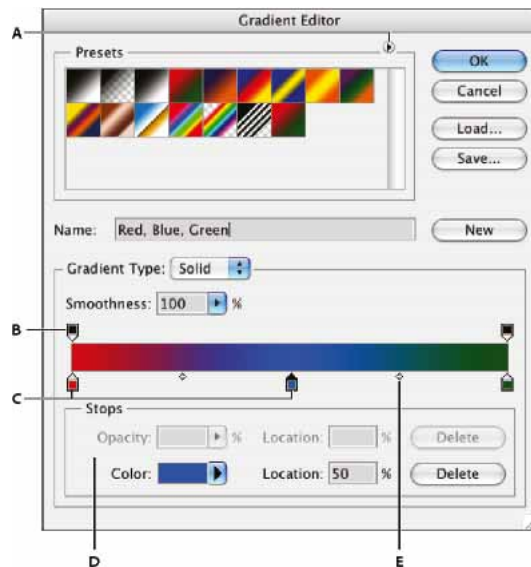 Gradient Editor
A
Presets
OK
Cancel
Load...
Save...
Name: Red, Blue, Green
New
Gradient Type: Solid
Smoothness: 100 %
B
C
Stops
Opacity: % Location: % Delete
Color: Location: 50 % Delete
D E